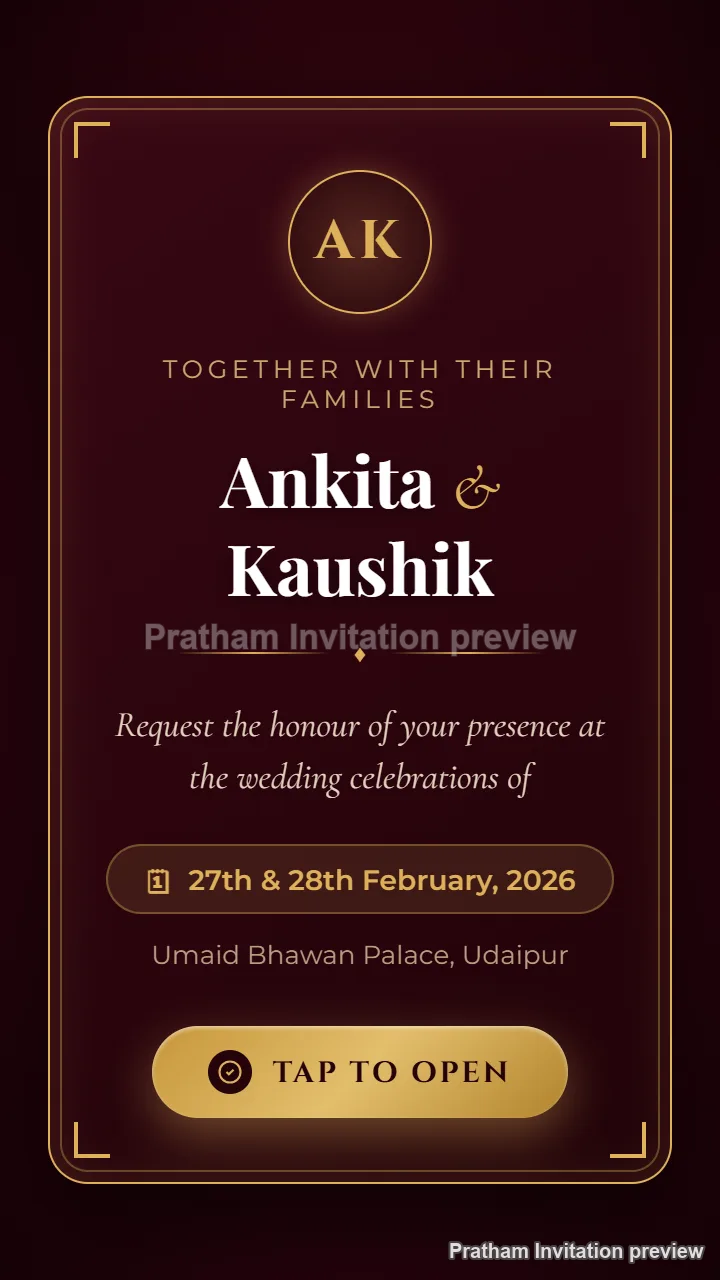 AK
TOGETHER WITH THEIR
FAMILIES
Ankita &
Kaushik
Pratham Invitation preview
Request the honour of your presence at
the wedding celebrations of
27th & 28th February, 2026
Umaid Bhawan Palace, Udaipur
TAP TO OPEN
Pratham Invitation preview